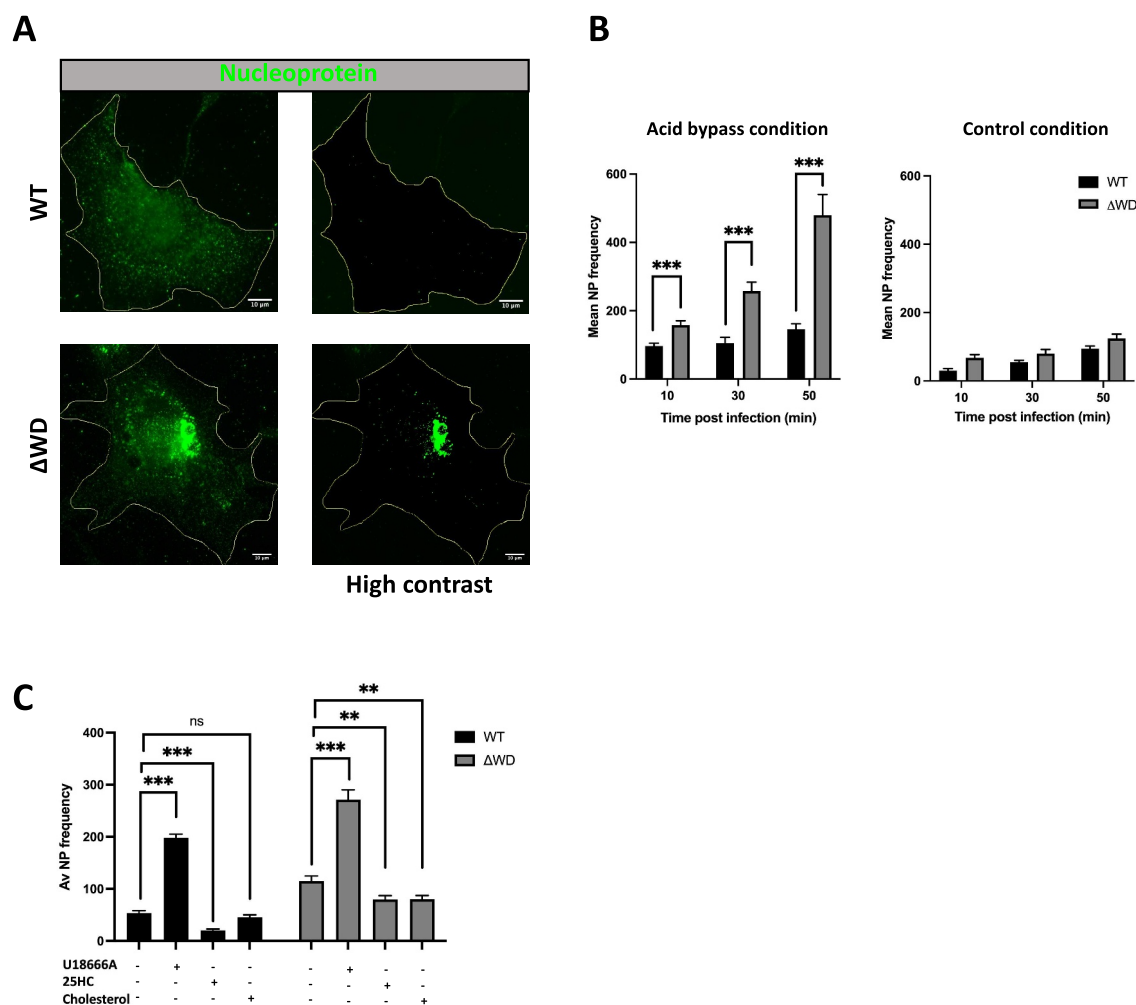 A
Nucleoprotein
WT
10 µm
10 µm
ΔWD
10 µm
10 µm
High contrast
B
Acid bypass condition
Mean NP frequency
600
400
200
0
***
***
***
10 30 50
Time post infection (min)
Control condition
Mean NP frequency
600
400
200
0
WT
ΔWD
10 30 50
Time post infection (min)
C
Av NP frequency
400
300
200
100
0
ns
***
***
**
**
***
WT
ΔWD
U18666A - + - - - + - -
25HC - - + - - - + -
Cholesterol - - - + - - - +